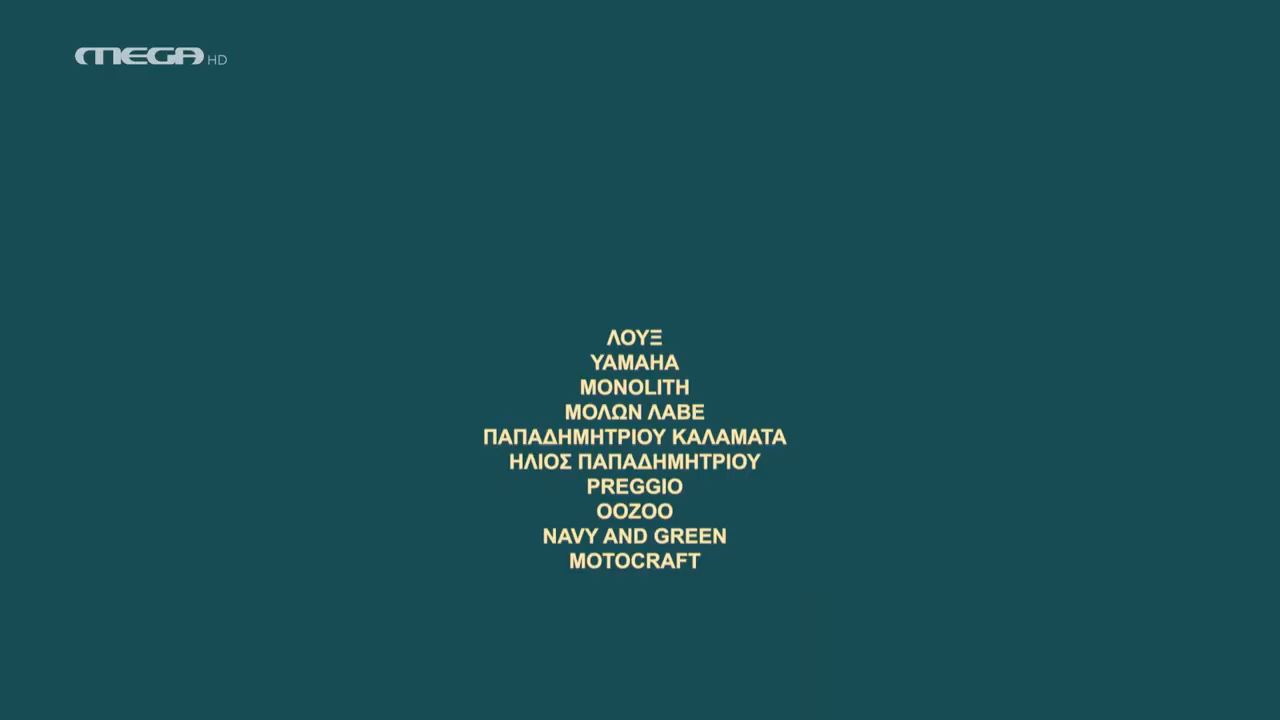 MEGA HD
ΛΟΥΞ
YAMAHA
MONOLITH
ΜΟΛΩΝ ΛΑΒΕ
ΠΑΠΑΔΗΜΗΤΡΙΟΥ ΚΑΛΑΜΑΤΑ
ΗΛΙΟΣ ΠΑΠΑΔΗΜΗΤΡΙΟΥ
PREGGIO
OOZOO
NAVY AND GREEN
MOTOCRAFT